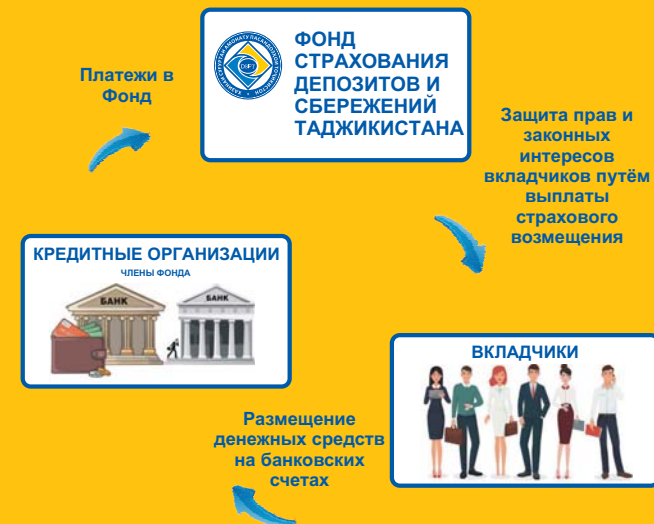 ФОНД
СТРАХОВАНИЯ
ДЕПОЗИТОВ И
СБЕРЕЖЕНИЙ
ТАДЖИКИСТАНА
Платежи в
Фонд
Защита прав и
законных
интересов
вкладчиков путём
выплаты
страхового
возмещения
КРЕДИТНЫЕ ОРГАНИЗАЦИИ
ЧЛЕНЫ ФОНДА
БАНК
БАНК
ВКЛАДЧИКИ
Размещение
денежных средств
на банковских
счетах